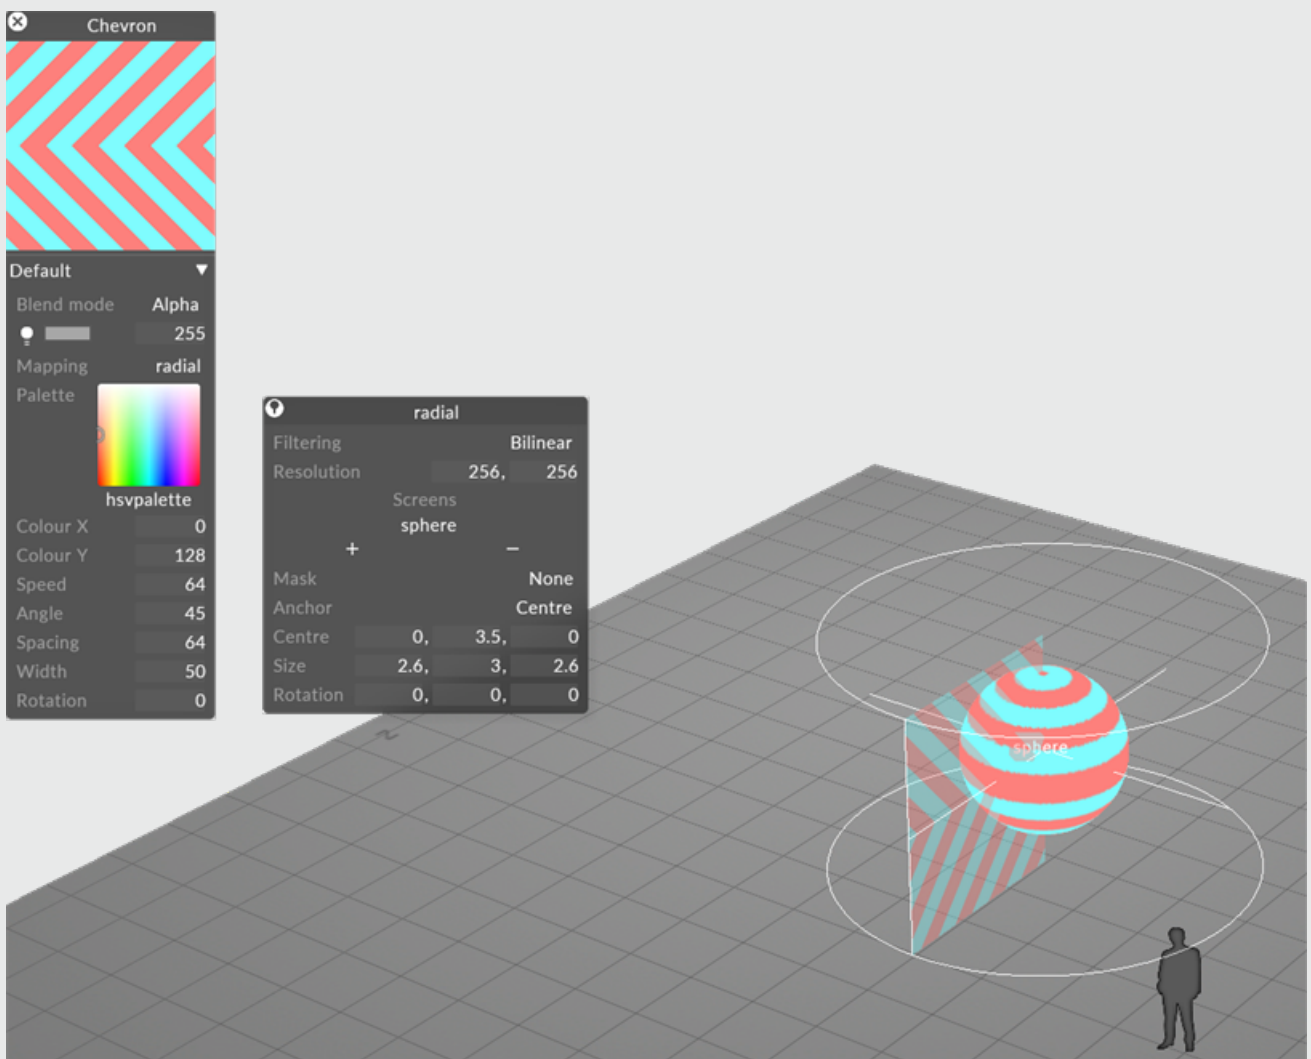 Chevron
Default
Blend mode Alpha
255
Mapping radial
Palette
hsvpalette
Colour X 0
Colour Y 128
Speed 64
Angle 45
Spacing 64
Width 50
Rotation 0
radial
Filtering Bilinear
Resolution 256, 256
Screens
sphere
+ −
Mask None
Anchor Centre
Centre 0, 3.5, 0
Size 2.6, 3, 2.6
Rotation 0, 0, 0
sphere